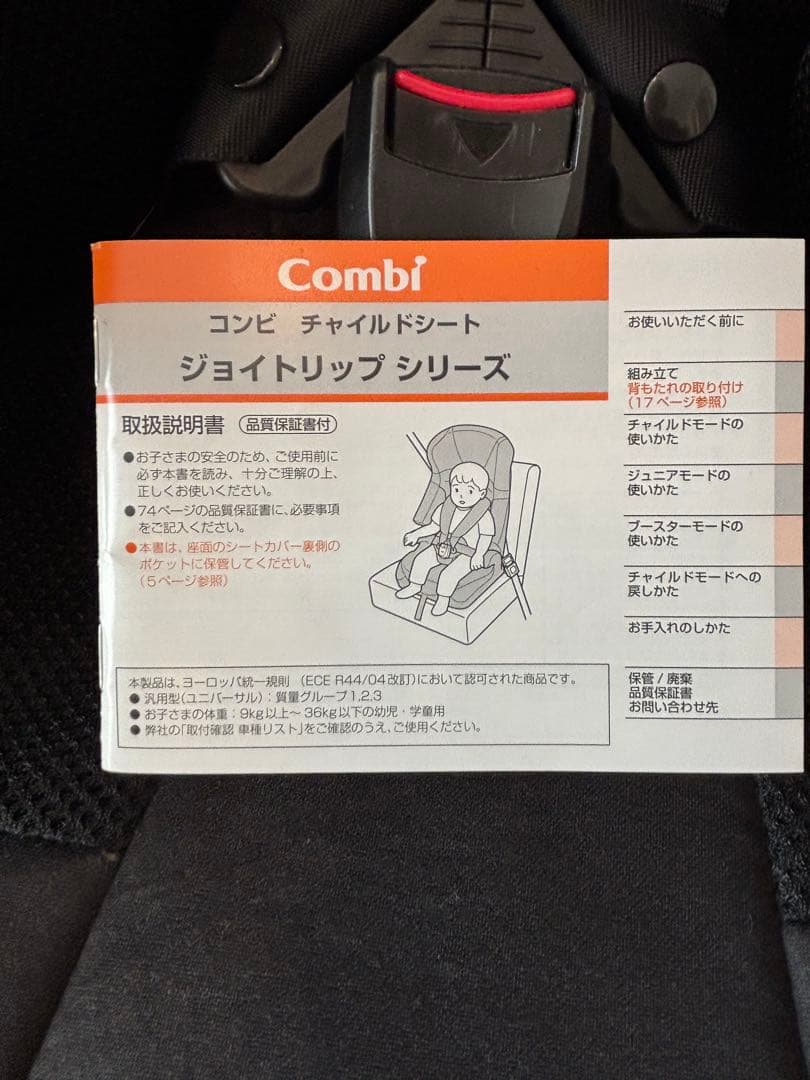 Combi
コンビ チャイルドシート
ジョイトリップ シリーズ
取扱説明書 品質保証書付
●お子さまの安全のため、ご使用前に
必ず本書を読み、十分ご理解の上、
正しくお使いください。
●74ページの品質保証書に、必要事項
をご記入ください。
●本書は、座面のシートカバー裏側の
ポケットに保管してください。
(5ページ参照)
本製品は、ヨーロッパ統一規則 (ECE R44/04改訂)において認可された商品です。
●汎用型(ユニバーサル):質量グループ1,2,3
●お子さまの体重:9kg以上〜36kg以下の幼児・学童用
●弊社の「取付確認 車種リスト」をご確認のうえ、ご使用ください。
お使いいただく前に
組み立て
背もたれの取り付け
(17ページ参照)
チャイルドモードの
使いかた
ジュニアモードの
使いかた
ブースターモードの
使いかた
チャイルドモードへの
戻しかた
お手入れのしかた
保管/廃棄
品質保証書
お問い合わせ先